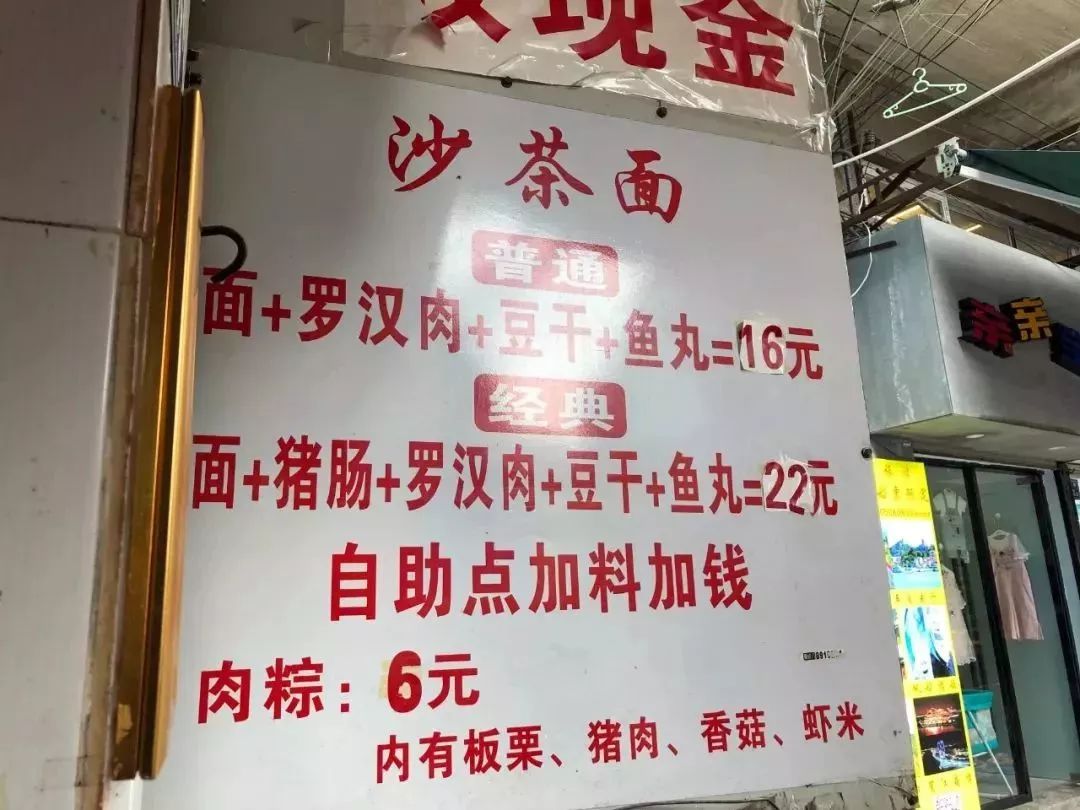 现金
沙茶面
普通
面+罗汉肉+豆干+鱼丸=16元
经典
面+猪肠+罗汉肉+豆干+鱼丸=22元
自助点加料加钱
肉粽：6元
内有板栗、猪肉、香菇、虾米
茶亲